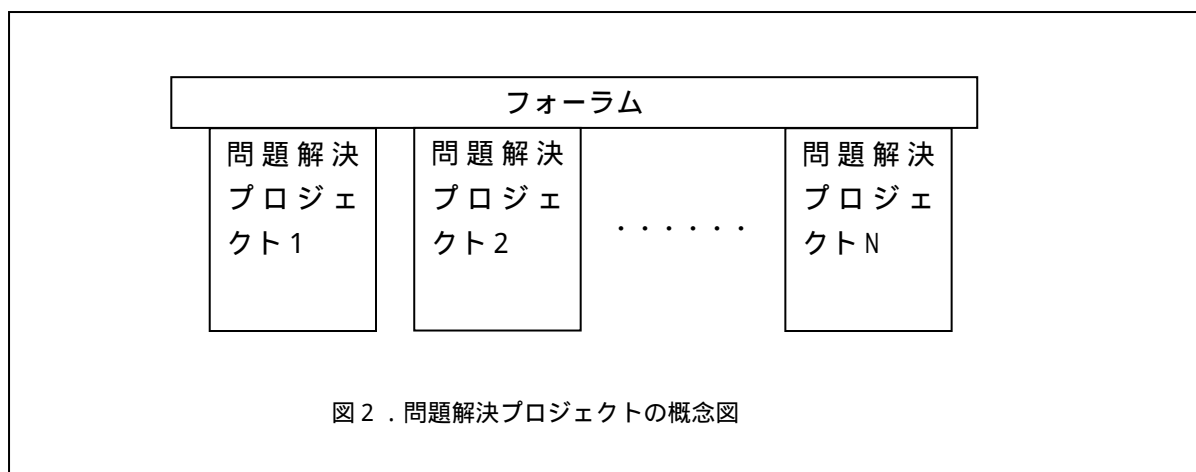 フォーラム
問題解決
プロジェ
クト1
問題解決
プロジェ
クト2
・・・・・・
問題解決
プロジェ
クトN
図2．問題解決プロジェクトの概念図